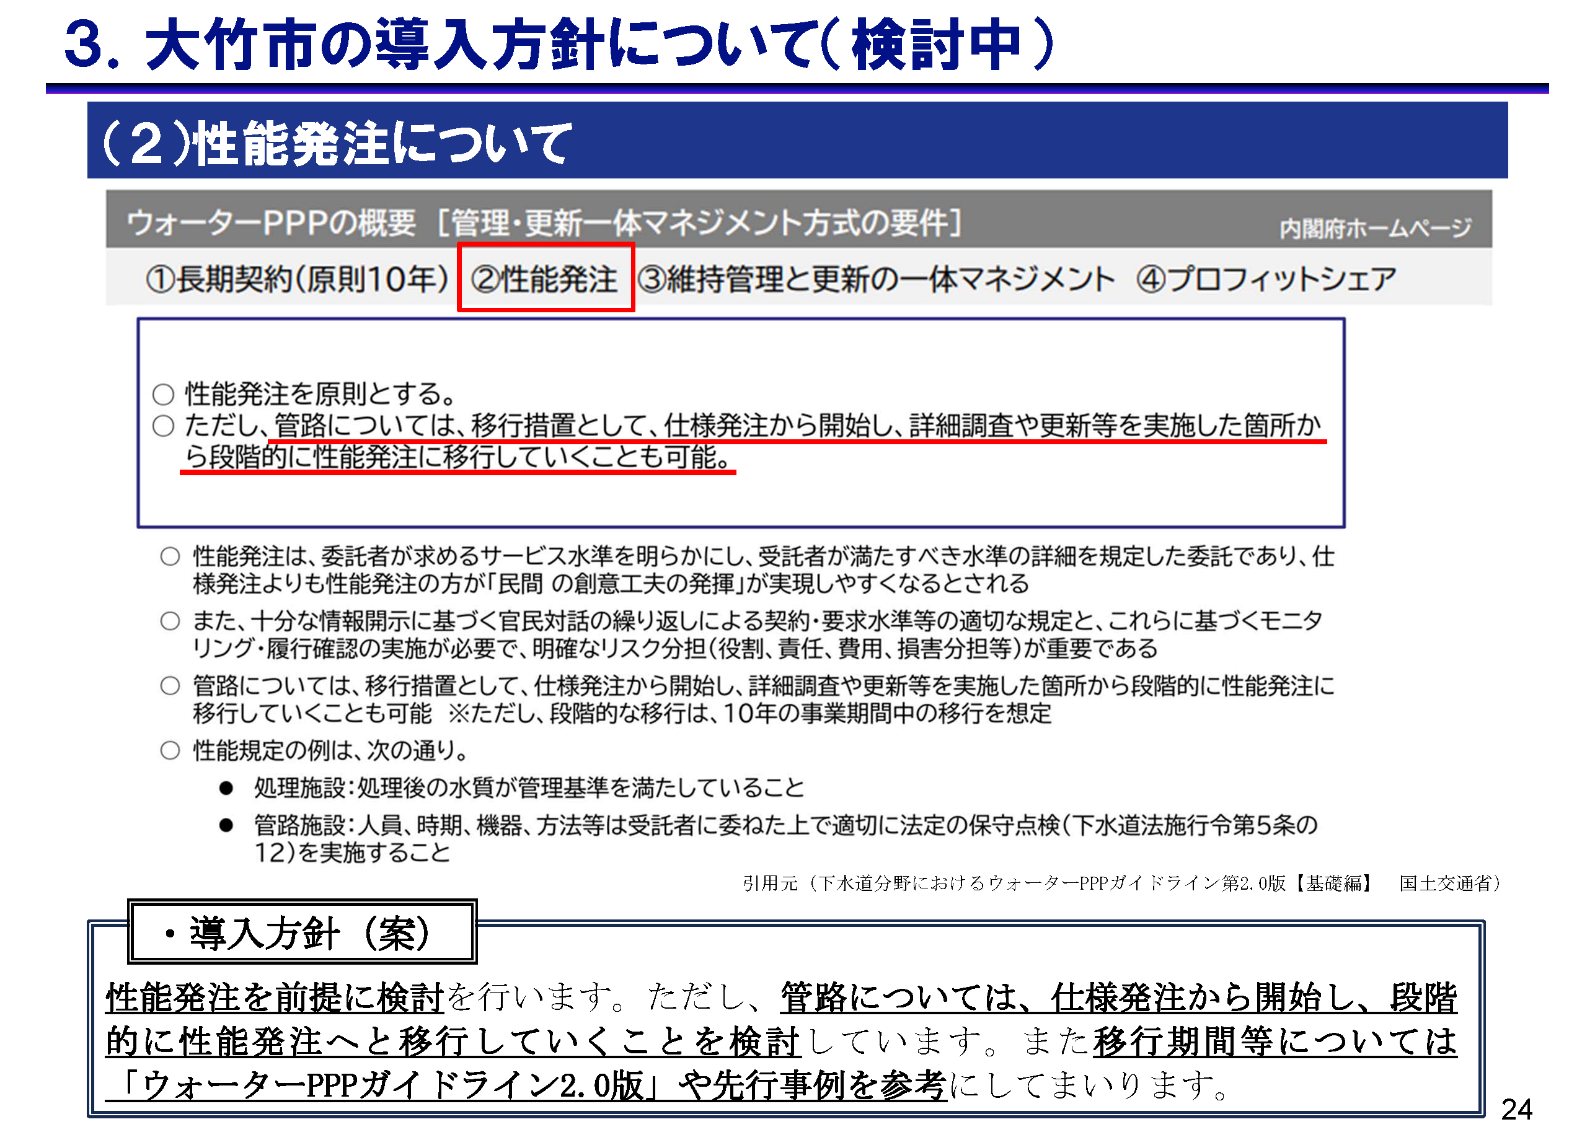 3. 大竹市の導入方針について(検討中)
(2)性能発注について
ウォーターPPPの概要 [管理・更新一体マネジメント方式の要件]
内閣府ホームページ
①長期契約(原則10年) ②性能発注 ③維持管理と更新の一体マネジメント ④プロフィットシェア
○ 性能発注を原則とする。
○ ただし、管路については、移行措置として、仕様発注から開始し、詳細調査や更新等を実施した箇所か
ら段階的に性能発注に移行していくことも可能。
○ 性能発注は、委託者が求めるサービス水準を明らかにし、受託者が満たすべき水準の詳細を規定した委託であり、仕
様発注よりも性能発注の方が「民間 の創意工夫の発揮」が実現しやすくなるとされる
○ また、十分な情報開示に基づく官民対話の繰り返しによる契約・要求水準等の適切な規定と、これらに基づくモニタ
リング・履行確認の実施が必要で、明確なリスク分担(役割、責任、費用、損害分担等)が重要である
○ 管路については、移行措置として、仕様発注から開始し、詳細調査や更新等を実施した箇所から段階的に性能発注に
移行していくことも可能 ※ただし、段階的な移行は、10年の事業期間中の移行を想定
○ 性能規定の例は、次の通り。
● 処理施設:処理後の水質が管理基準を満たしていること
● 管路施設:人員、時期、機器、方法等は受託者に委ねた上で適切に法定の保守点検(下水道法施行令第5条の
12)を実施すること
引用元(下水道分野におけるウォーターPPPガイドライン第2.0版【基礎編】 国土交通省)
・導入方針(案)
性能発注を前提に検討を行います。ただし、管路については、仕様発注から開始し、段階
的に性能発注へと移行していくことを検討しています。また移行期間等については
「ウォーターPPPガイドライン2.0版」や先行事例を参考にしてまいります。
24